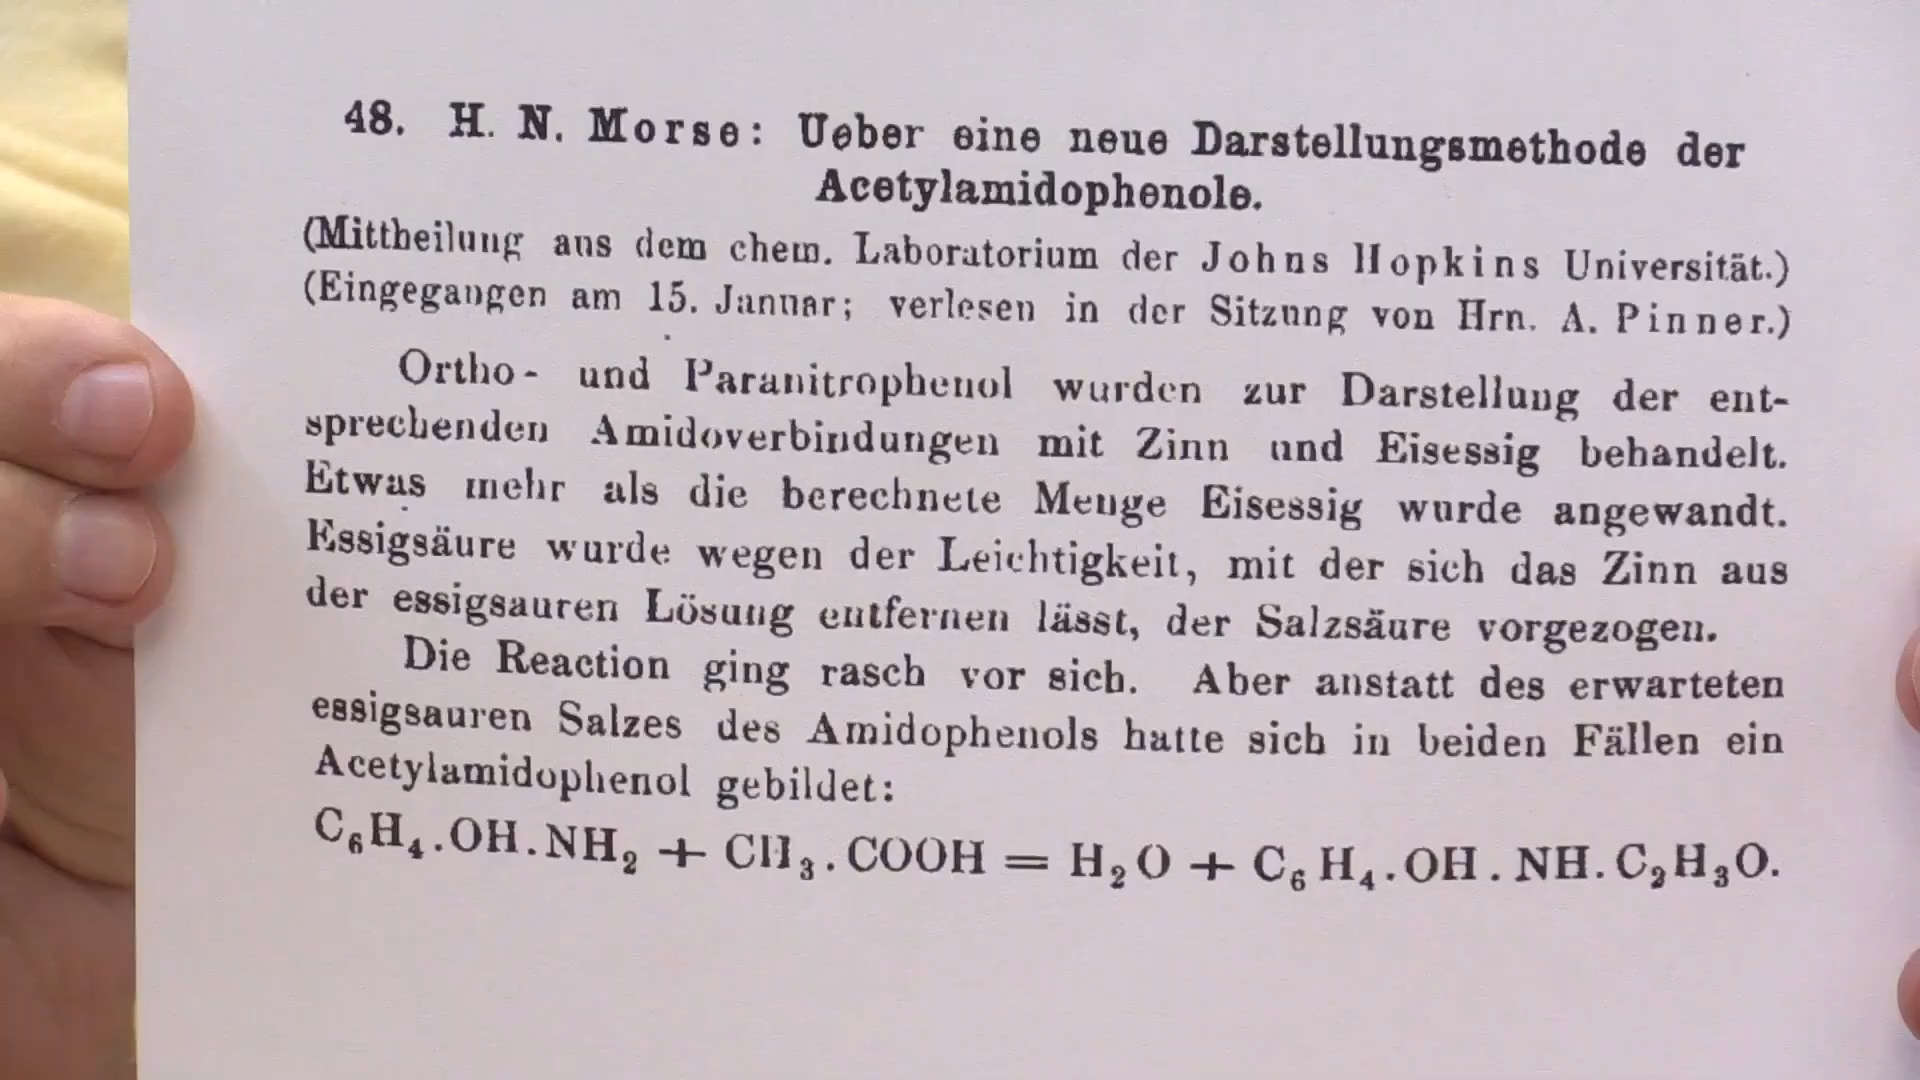 48. H. N. Morse: Ueber eine neue Darstellungsmethode der
Acetylamidophenole.
(Mittheilung aus dem chem. Laboratorium der Johns Hopkins Universität.)
(Eingegangen am 15. Januar; verlesen in der Sitzung von Hrn. A. Pinner.)
Ortho- und Paranitrophenol wurden zur Darstellung der ent-
sprechenden Amidoverbindungen mit Zinn und Eisessig behandelt.
Etwas mehr als die berechnete Menge Eisessig wurde angewandt.
Essigsäure wurde wegen der Leichtigkeit, mit der sich das Zinn aus
der essigsauren Lösung entfernen lässt, der Salzsäure vorgezogen.
Die Reaction ging rasch vor sich. Aber anstatt des erwarteten
essigsauren Salzes des Amidophenols hatte sich in beiden Fällen ein
Acetylamidophenol gebildet:
C₆H₄.OH.NH₂ + CH₃.COOH = H₂O + C₆H₄.OH.NH.C₂H₃O.